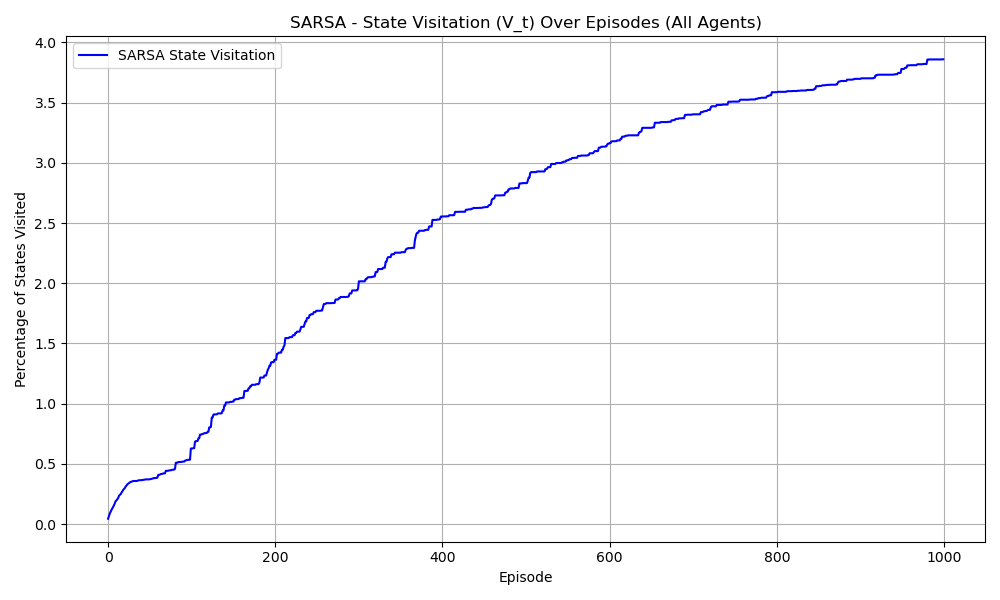 SARSA - State Visitation (V_t) Over Episodes (All Agents)
SARSA State Visitation
Percentage of States Visited
4.0
3.5
3.0
2.5
2.0
1.5
1.0
0.5
0.0
0 200 400 600 800 1000
Episode